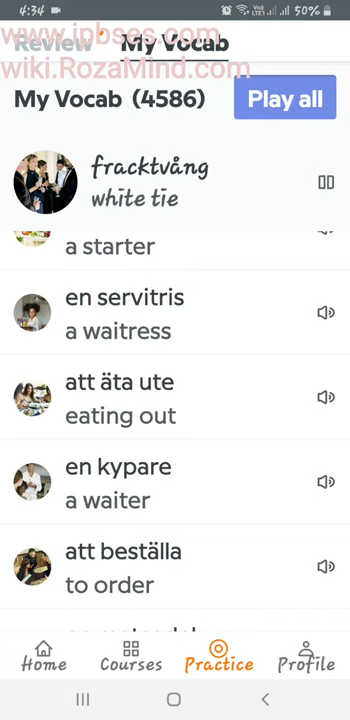 4:34
50%
www.ipbses.com
Review My Vocab
wiki.RozaMind.com
My Vocab (4586)
Play all
fracktvång
white tie
a starter
en servitris
a waitress
att äta ute
eating out
en kypare
a waiter
att beställa
to order
Home Courses Practice Profile